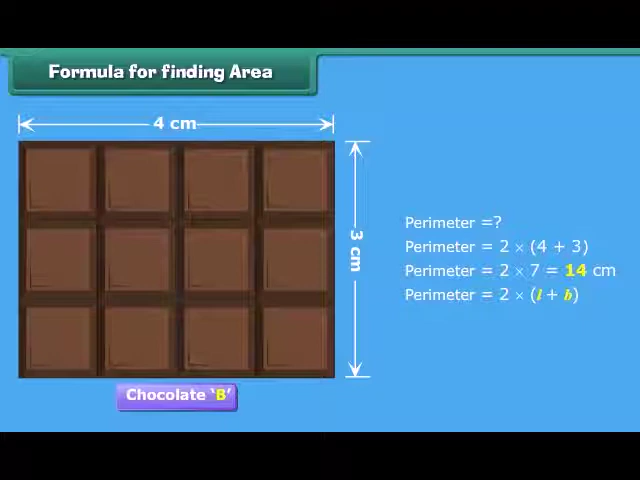 Formula for finding Area
4 cm
3 cm
Perimeter =?
Perimeter = 2 × (4 + 3)
Perimeter = 2 × 7 = 14 cm
Perimeter = 2 × (l + b)
Chocolate ‘B’